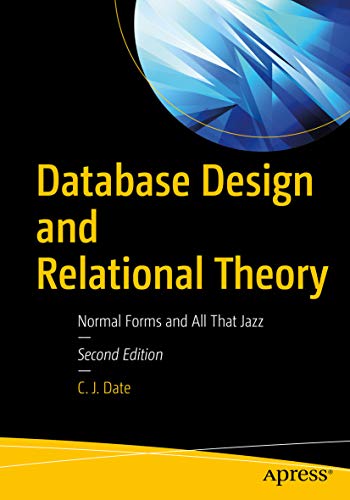 Database Design
and
Relational Theory
Normal Forms and All That Jazz
—
Second Edition
—
C. J. Date
Apress®